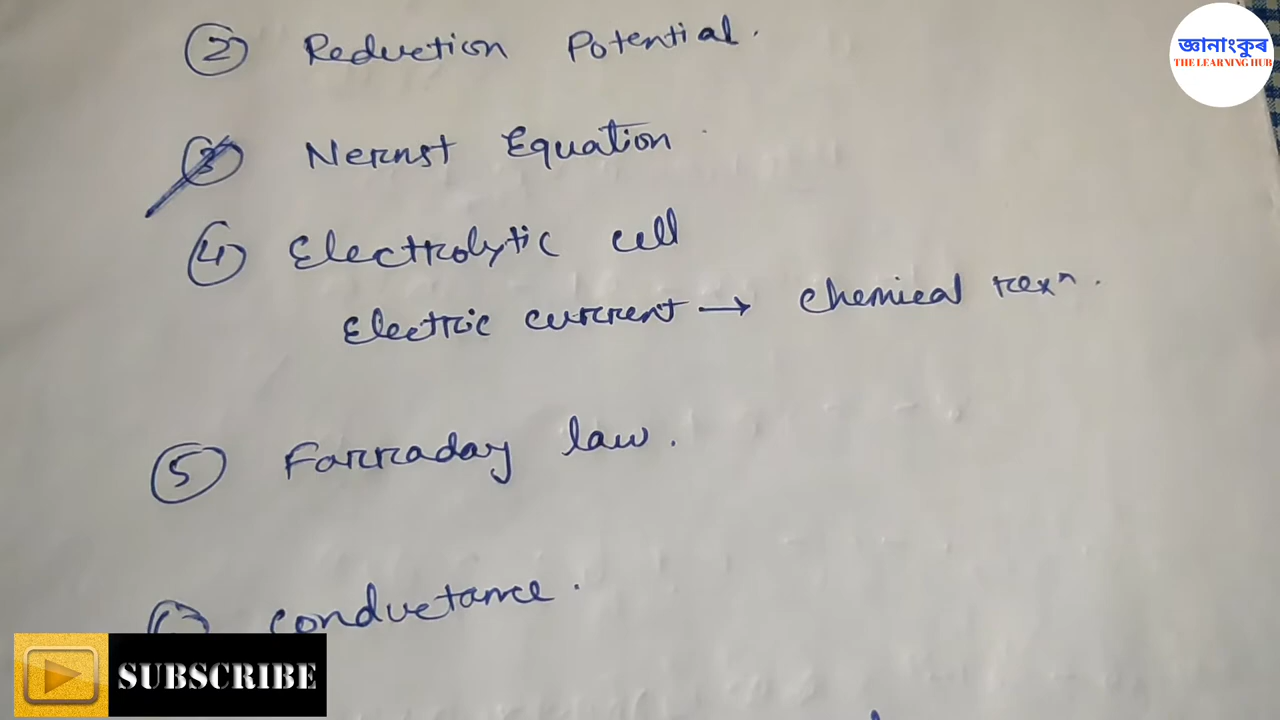 ② Reduction Potential.
জ্ঞানাংকুৰ
THE LEARNING HUB
③ Nernst Equation
④ Electrolytic cell
Electric current → chemical rexn.
⑤ Farraday law.
conductance.
SUBSCRIBE